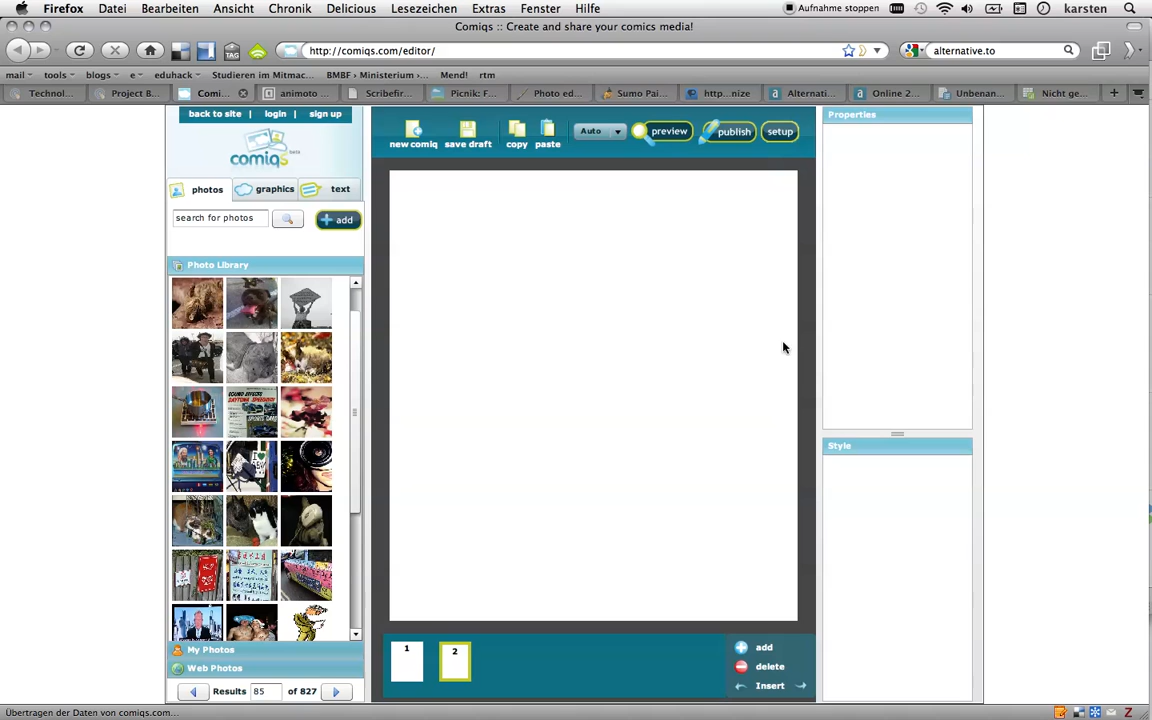 Firefox Datei Bearbeiten Ansicht Chronik Delicious Lesezeichen Extras Fenster Hilfe Aufnahme stoppen karsten
Comiqs :: Create and share your comics media!
http://comiqs.com/editor/ alternative.to
mail tools blogs e eduhack Studieren im Mitmac... BMBF › Ministerium ›... Mend! rtm
Technol... Project B... Comi... animoto ... Scribefir... Picnik: F... Photo ed... Sumo Pai... http...nize Alternati... Online 2... Unbenan... Nicht ge...
back to site | login | sign up
comiqs
BETA
photos graphics text
search for photos add
Photo Library
My Photos
Web Photos
Results 85 of 827
new comiq save draft copy paste Auto preview publish setup
1 2
add
delete
Insert
Properties
Style
Übertragen der Daten von comiqs.com...